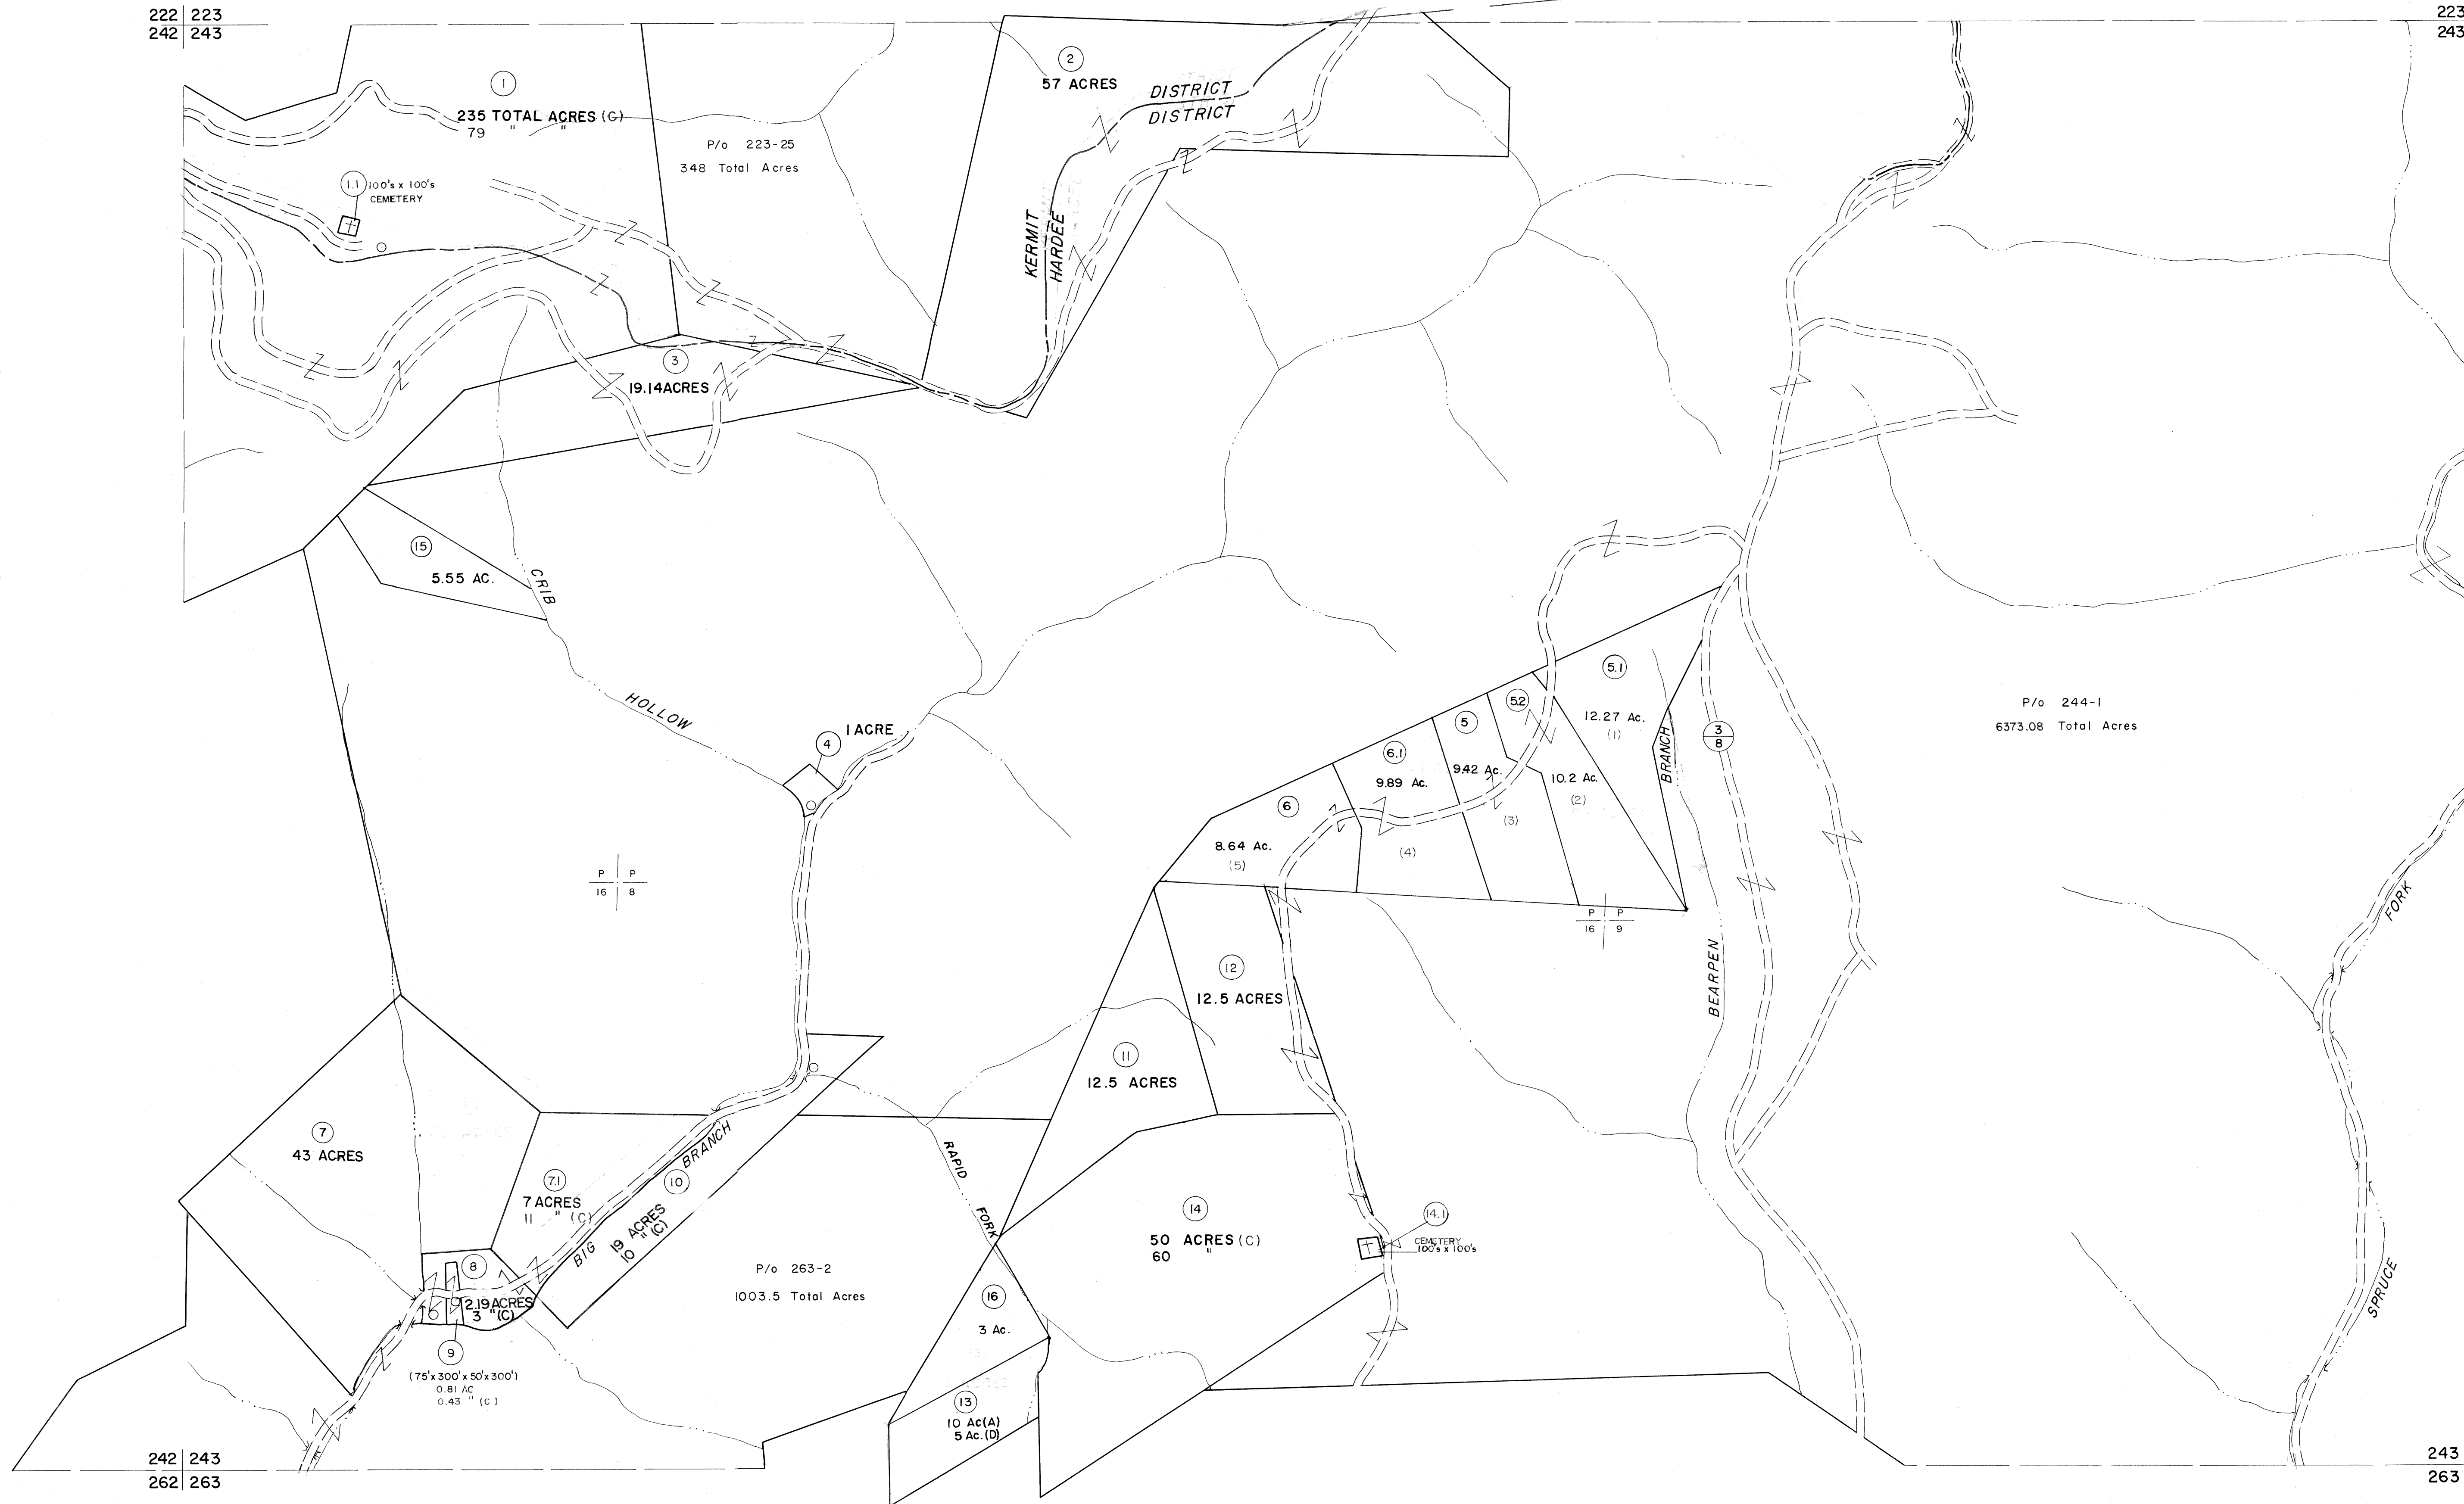 222 223
242 243
223
243
1
235 TOTAL ACRES (C)
79 " "
P/o 223-25
348 Total Acres
2
57 ACRES
DISTRICT
DISTRICT
KERMIT
HARDEE
1.1
100's x 100's
CEMETERY
3
19.14 ACRES
15
5.55 AC.
CRIB
HOLLOW
4
1 ACRE
P P
16 8
5.1
12.27 Ac.
(1)
5.2
10.2 Ac.
(2)
5
9.42 Ac.
(3)
6.1
9.89 Ac.
(4)
6
8.64 Ac.
(5)
BRANCH
BEARPEN
3
8
P P
16 9
P/o 244-1
6373.08 Total Acres
FORK
SPRUCE
12
12.5 ACRES
11
12.5 ACRES
7
43 ACRES
7.1
7 ACRES
11 " (C)
BIG
BRANCH
10
19 ACRES
10 " (C)
RAPID
FORK
8
2.19 ACRES
3 " (C)
9
(75'x300'x50'x300')
0.81 AC
0.43 " (C)
P/o 263-2
1003.5 Total Acres
14
50 ACRES (C)
60 "
14.1
CEMETERY
100's x 100's
16
3 Ac.
13
10 Ac(A)
5 Ac.(D)
242 243
262 263
243
263